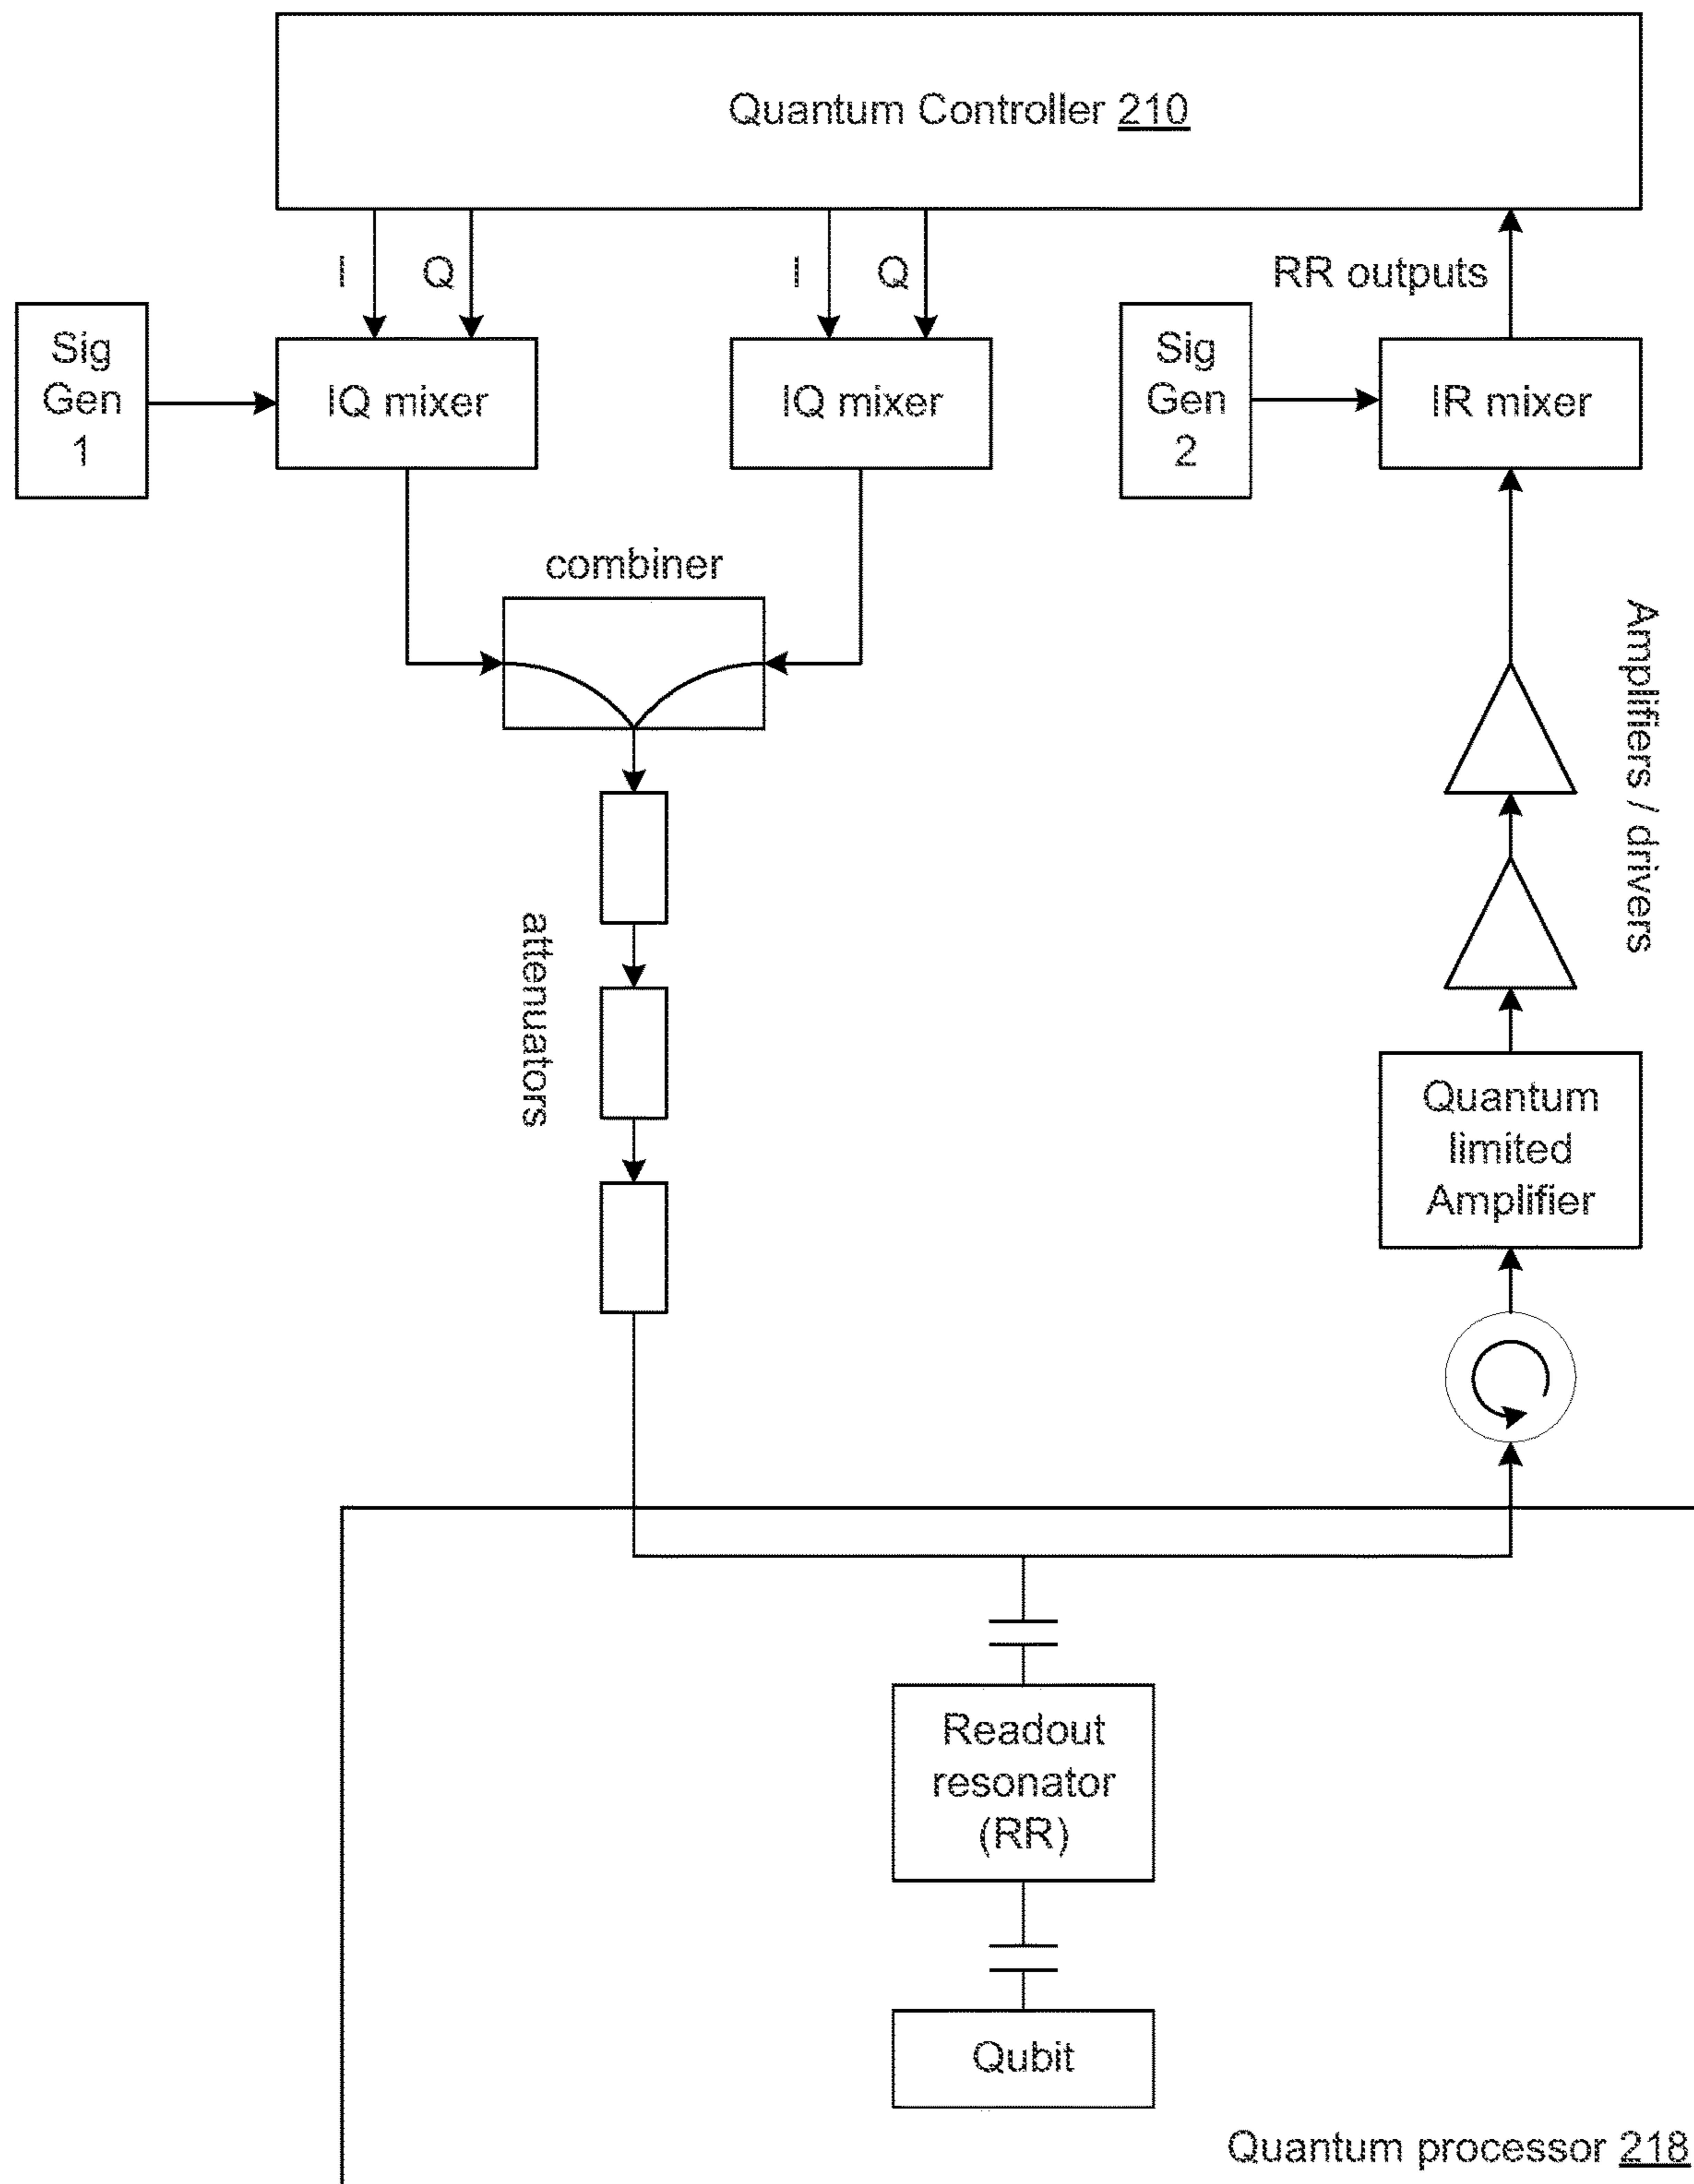 Quantum Controller 210
I
Q
I
Q
RR outputs
Sig
Gen
1
IQ mixer
IQ mixer
Sig
Gen
2
IR mixer
combiner
Amplifiers / drivers
attenuators
Quantum
limited
Amplifier
Readout
resonator
(RR)
Qubit
Quantum processor 218